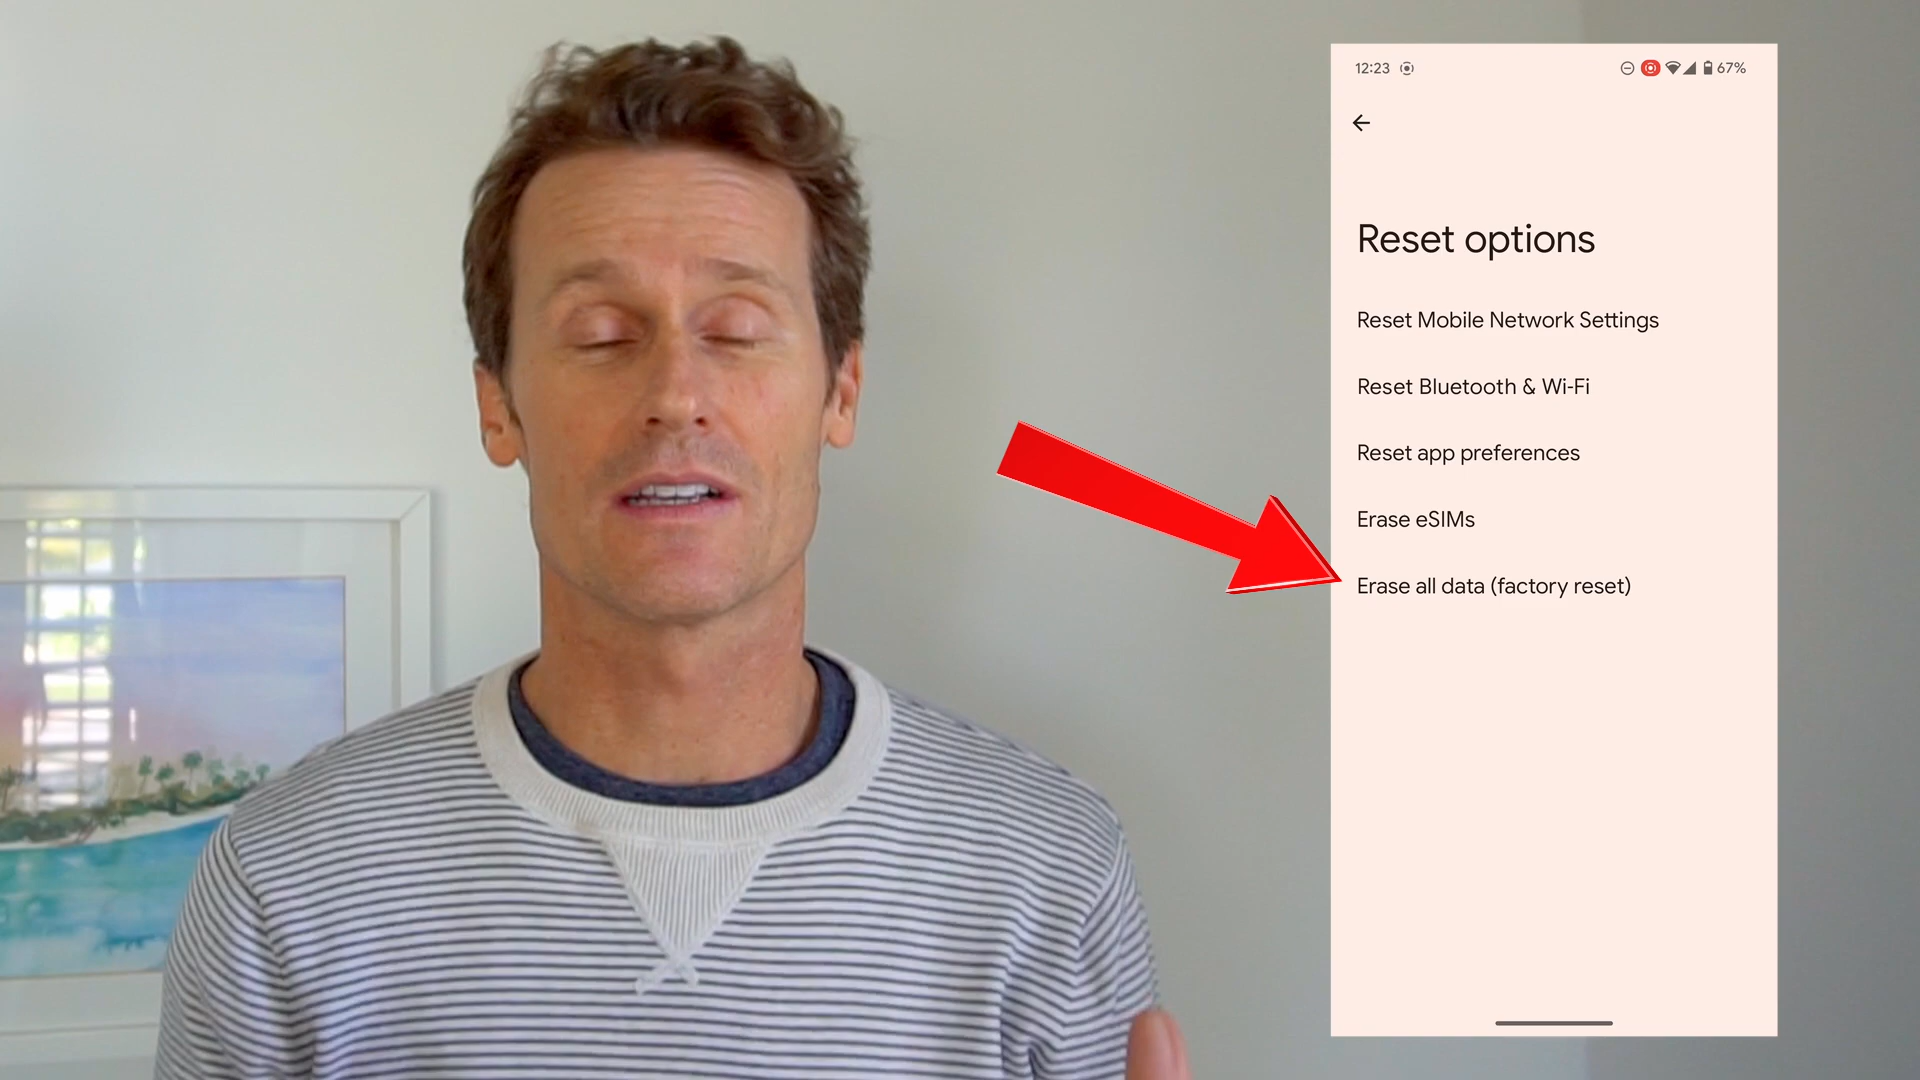 12:23 67%
Reset options
Reset Mobile Network Settings
Reset Bluetooth & Wi-Fi
Reset app preferences
Erase eSIMs
Erase all data (factory reset)